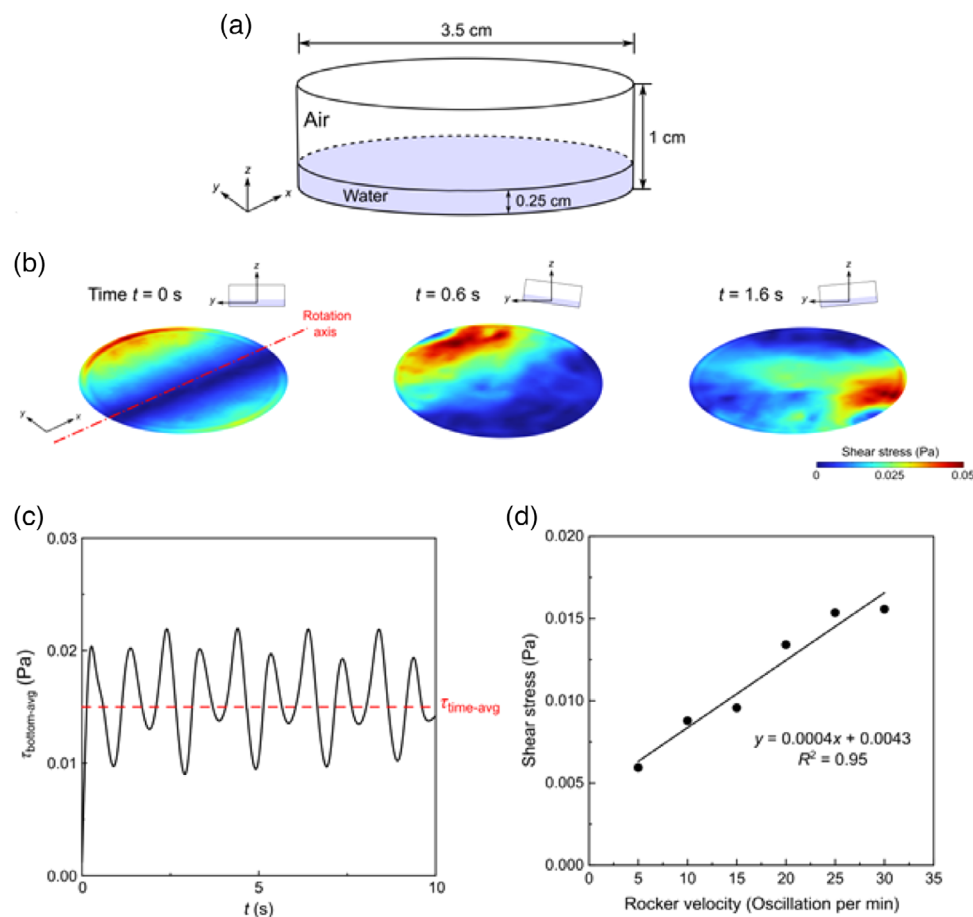 (a)
3.5 cm
Air
1 cm
z
y
x
Water
0.25 cm
(b)
Time t = 0 s
z
y
t = 0.6 s
z
y
t = 1.6 s
z
y
Rotation
axis
y
x
Shear stress (Pa)
0 0.025 0.05
(c)
0.03
0.02
0.01
0.00
τbottom-avg (Pa)
τtime-avg
0 5 10
t (s)
(d)
0.020
0.015
0.010
0.005
0.000
Shear stress (Pa)
y = 0.0004x + 0.0043
R² = 0.95
0 5 10 15 20 25 30 35
Rocker velocity (Oscillation per min)